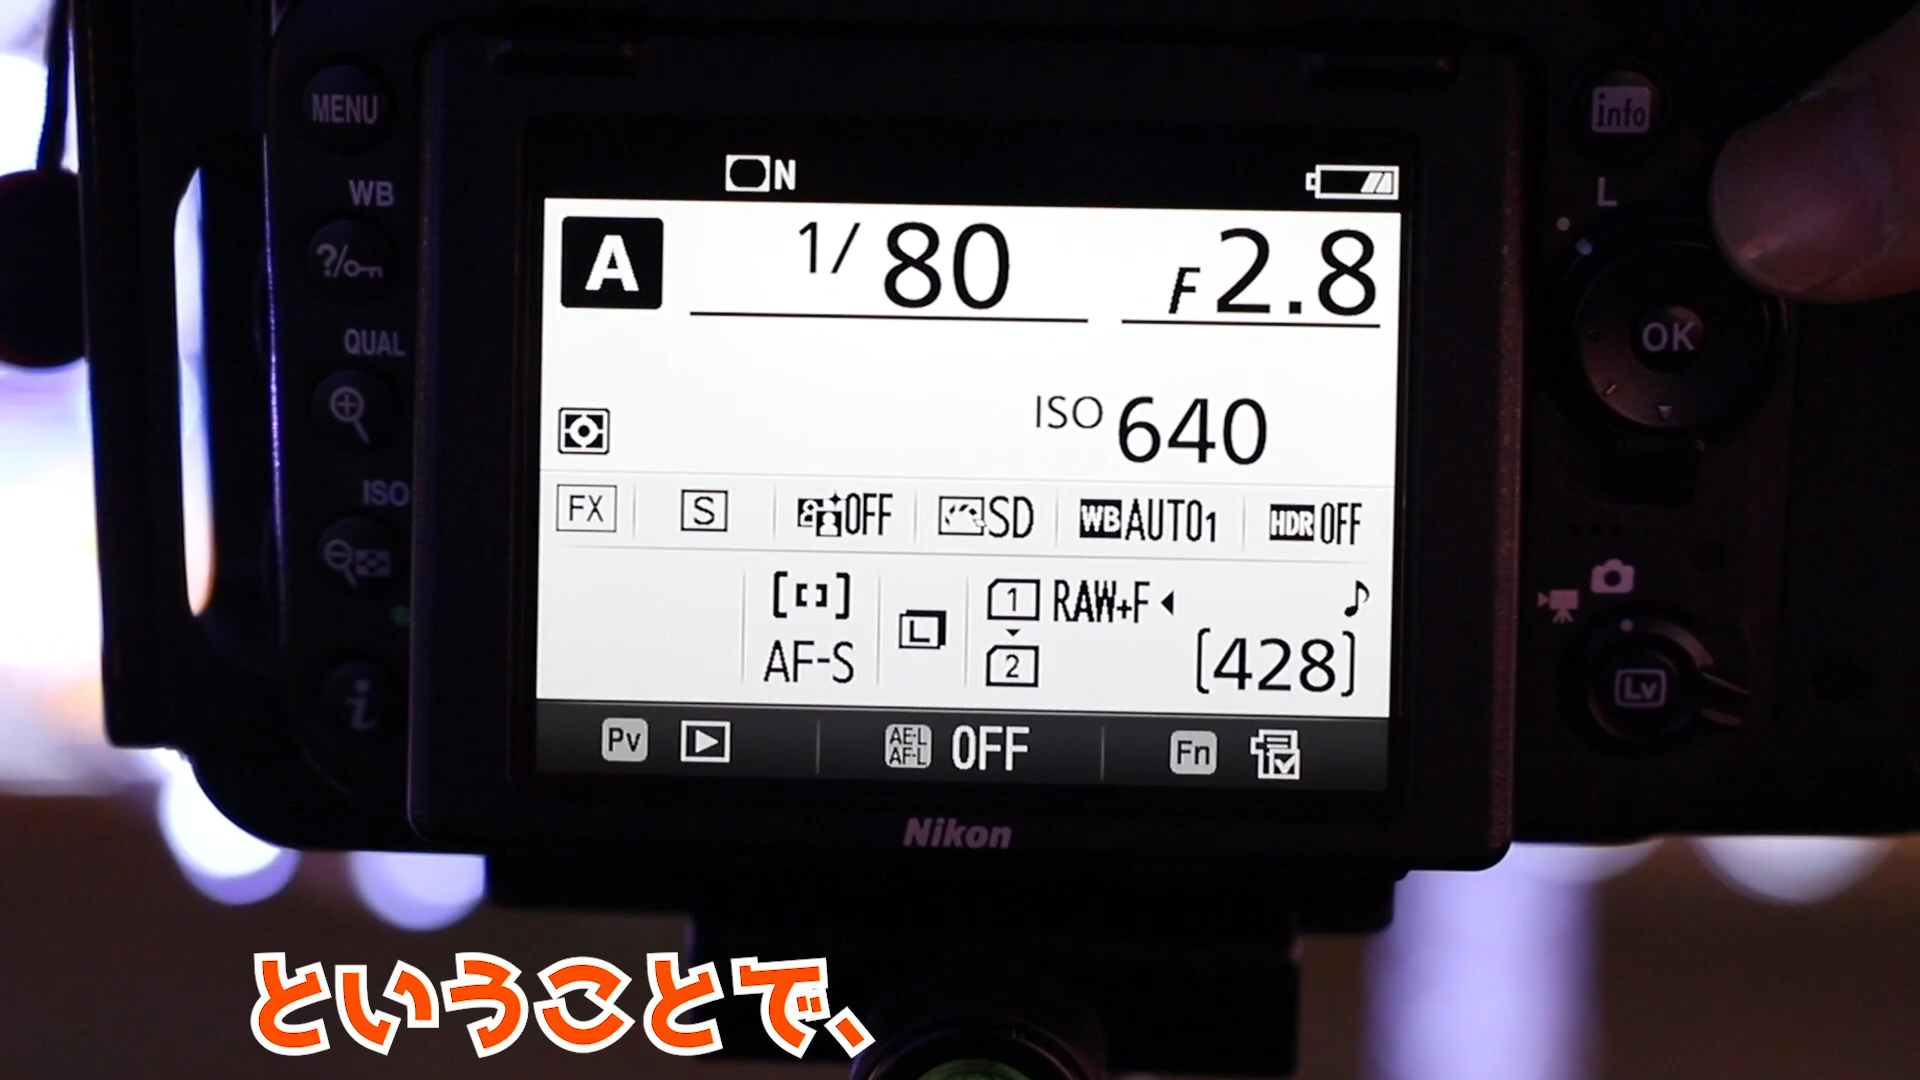 MENU
WB
?/
QUAL
ISO
i
N
A 1/80 F2.8
ISO 640
FX S OFF SD WB AUTO1 HDR OFF
[ ] AF-S L 1 RAW+F
2 [428]
Pv AE-L AF-L OFF Fn
Nikon
info
L
OK
Lv
ということで、